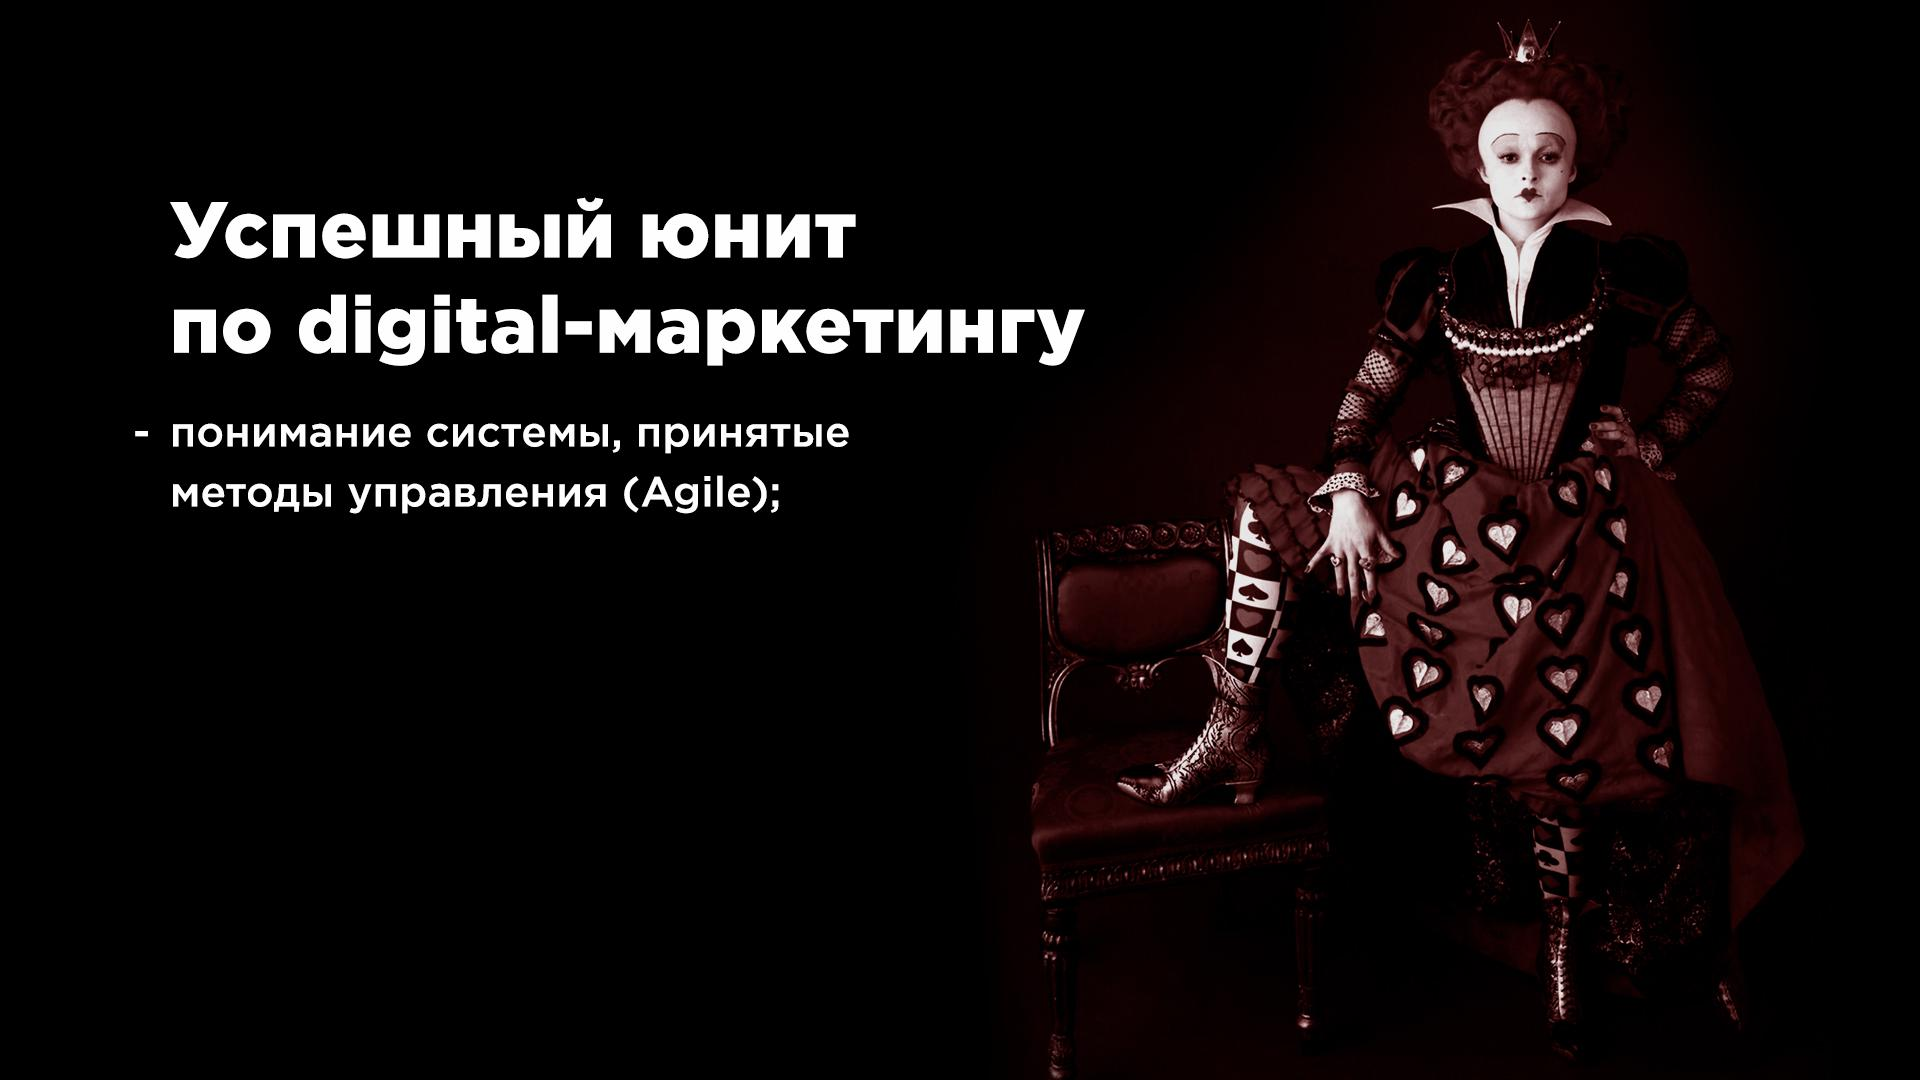 Успешный юнит
по digital-маркетингу
- понимание системы, принятые
методы управления (Agile);